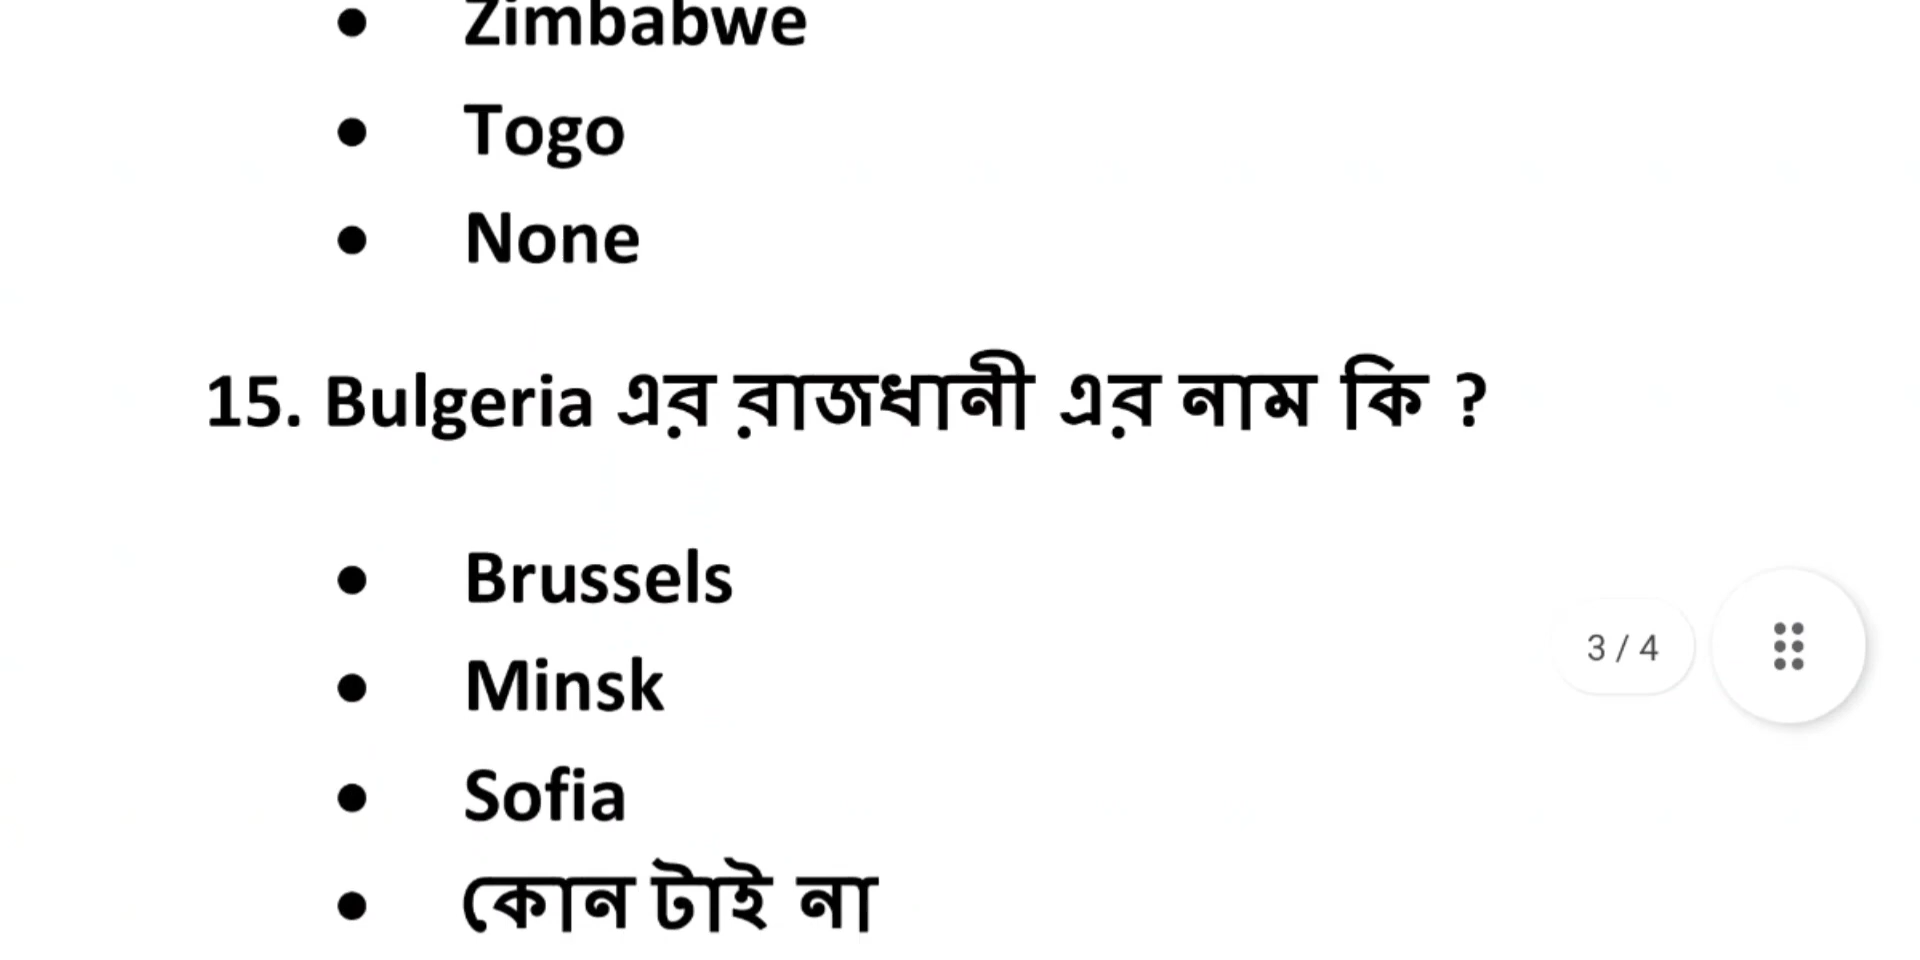 Zimbabwe
Togo
None
15. Bulgeria এর রাজধানী এর নাম কি ?
Brussels
Minsk
3 / 4
Sofia
কোন টাই না